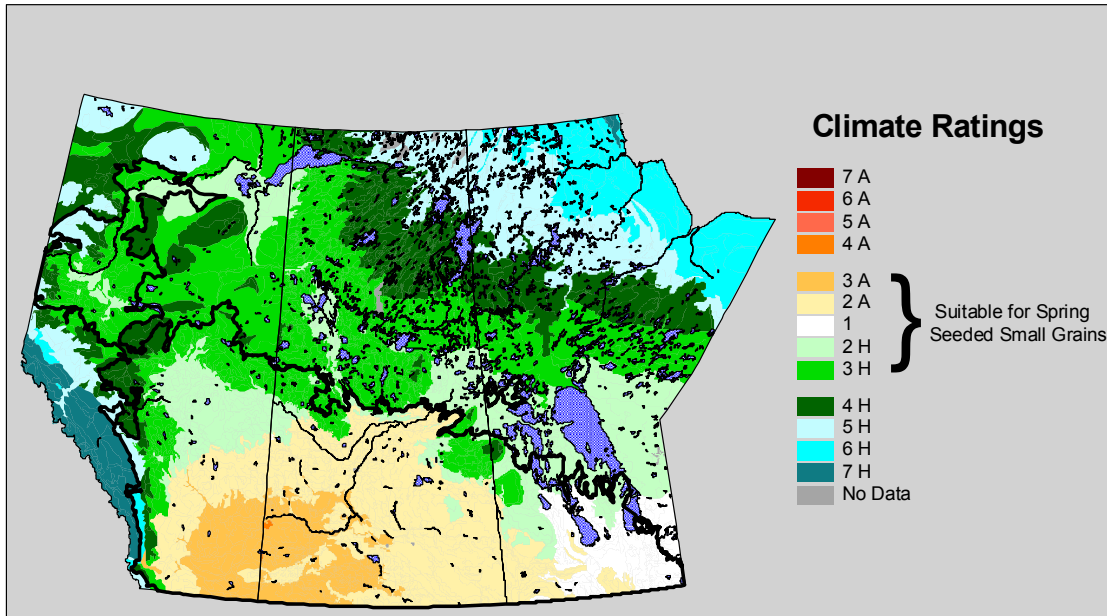 Climate Ratings
7 A
6 A
5 A
4 A
3 A
2 A
1
2 H
3 H
Suitable for Spring
Seeded Small Grains
4 H
5 H
6 H
7 H
No Data